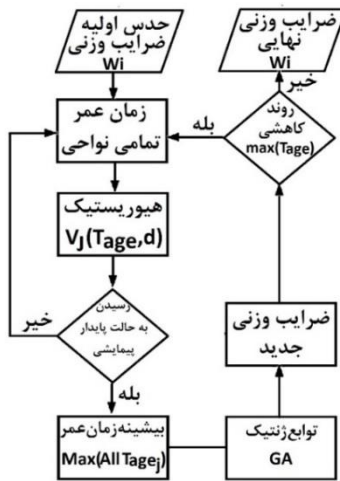 حدس اولیه
ضرایب وزنی
Wi
زمان عمر
تمامی نواحی
هیوریستیک
VJ(Tage,d)
رسیدن
به حالت پایدار
پیمایشی
خیر
بله
بیشینه زمان عمر
Max(All Tagej)
توابع ژنتیک
GA
ضرایب وزنی
جدید
روند
کاهشی
max(Tage)
بله
خیر
ضرایب وزنی
نهایی
Wi